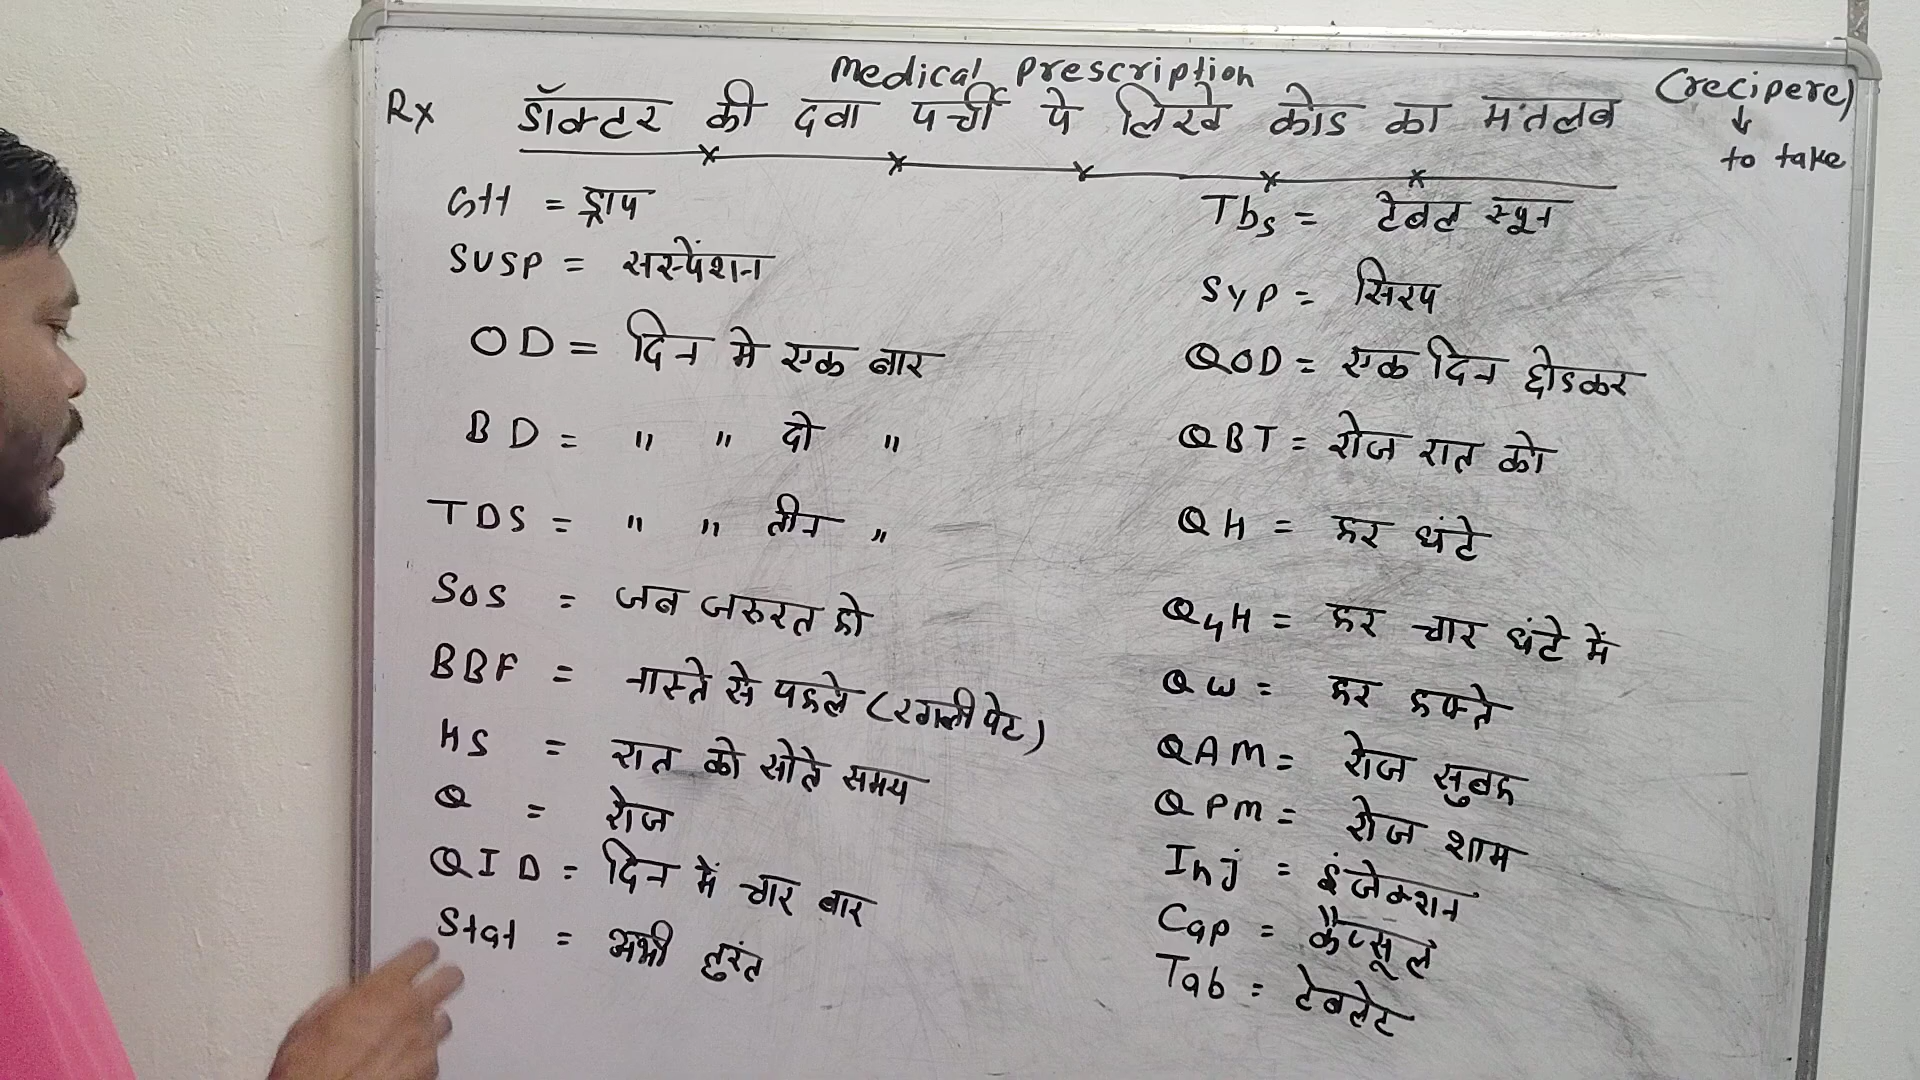 Medical Prescription
Rx डॉक्टर की दवा पर्ची पे लिखे कोड का मतलब (recipere)
↓
to take
Gtt = ड्राप
SUSP = सस्पेंशन
OD = दिन मे एक बार
BD = " " दो "
TDS = " " तीन "
SOS = जब जरुरत हो
BBF = नास्ते से पहले (खाली पेट)
HS = रात को सोते समय
Q = रोज
QID = दिन में चार बार
Stat = अभी तुरंत
Tbs = टेबल स्पून
SYP = सिरप
QOD = एक दिन छोडकर
QBT = रोज रात को
QH = हर घंटे
Q4H = हर चार घंटे में
QW = हर हफ्ते
QAM = रोज सुबह
QPM = रोज शाम
Inj = इंजेक्शन
Cap = कैप्सूल
Tab = टेबलेट